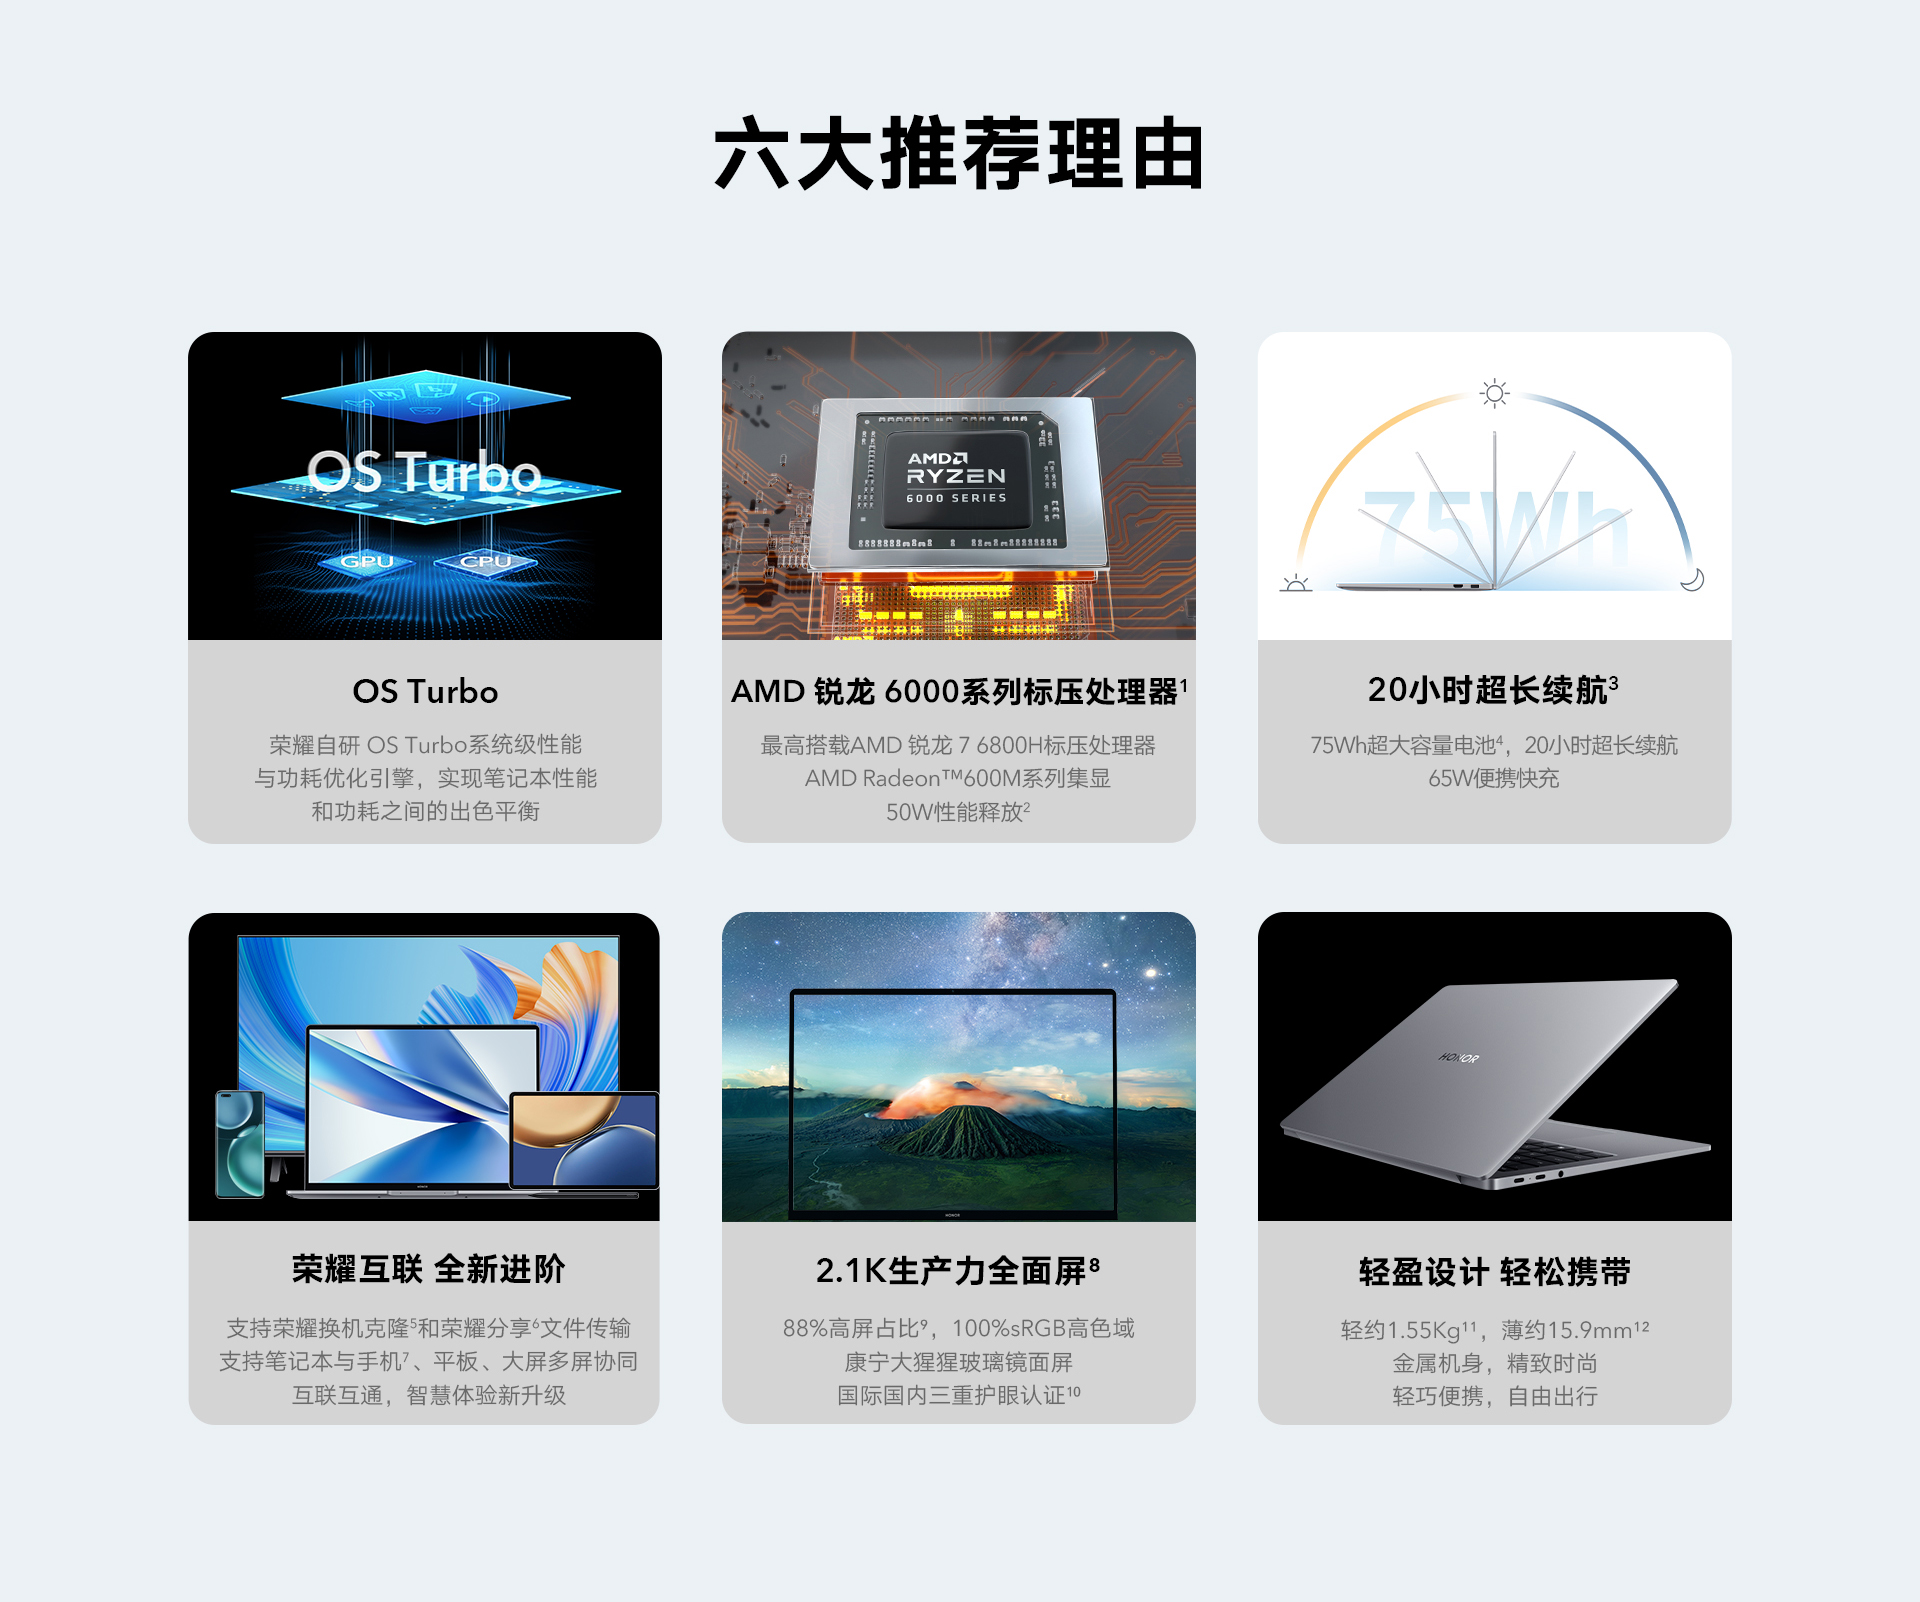 六大推荐理由
OS Turbo
GPU
CPU
OS Turbo
荣耀自研 OS Turbo系统级性能
与功耗优化引擎，实现笔记本性能
和功耗之间的出色平衡
AMD
RYZEN
6000 SERIES
AMD 锐龙 6000系列标压处理器¹
最高搭载AMD 锐龙 7 6800H标压处理器
AMD Radeon™600M系列集显
50W性能释放²
75Wh
20小时超长续航³
75Wh超大容量电池⁴，20小时超长续航
65W便携快充
荣耀互联 全新进阶
支持荣耀换机克隆⁵和荣耀分享⁶文件传输
支持笔记本与手机⁷、平板、大屏多屏协同
互联互通，智慧体验新升级
HONOR
2.1K生产力全面屏⁸
88%高屏占比⁹，100%sRGB高色域
康宁大猩猩玻璃镜面屏
国际国内三重护眼认证¹⁰
HONOR
轻盈设计 轻松携带
轻约1.55Kg¹¹，薄约15.9mm¹²
金属机身，精致时尚
轻巧便携，自由出行